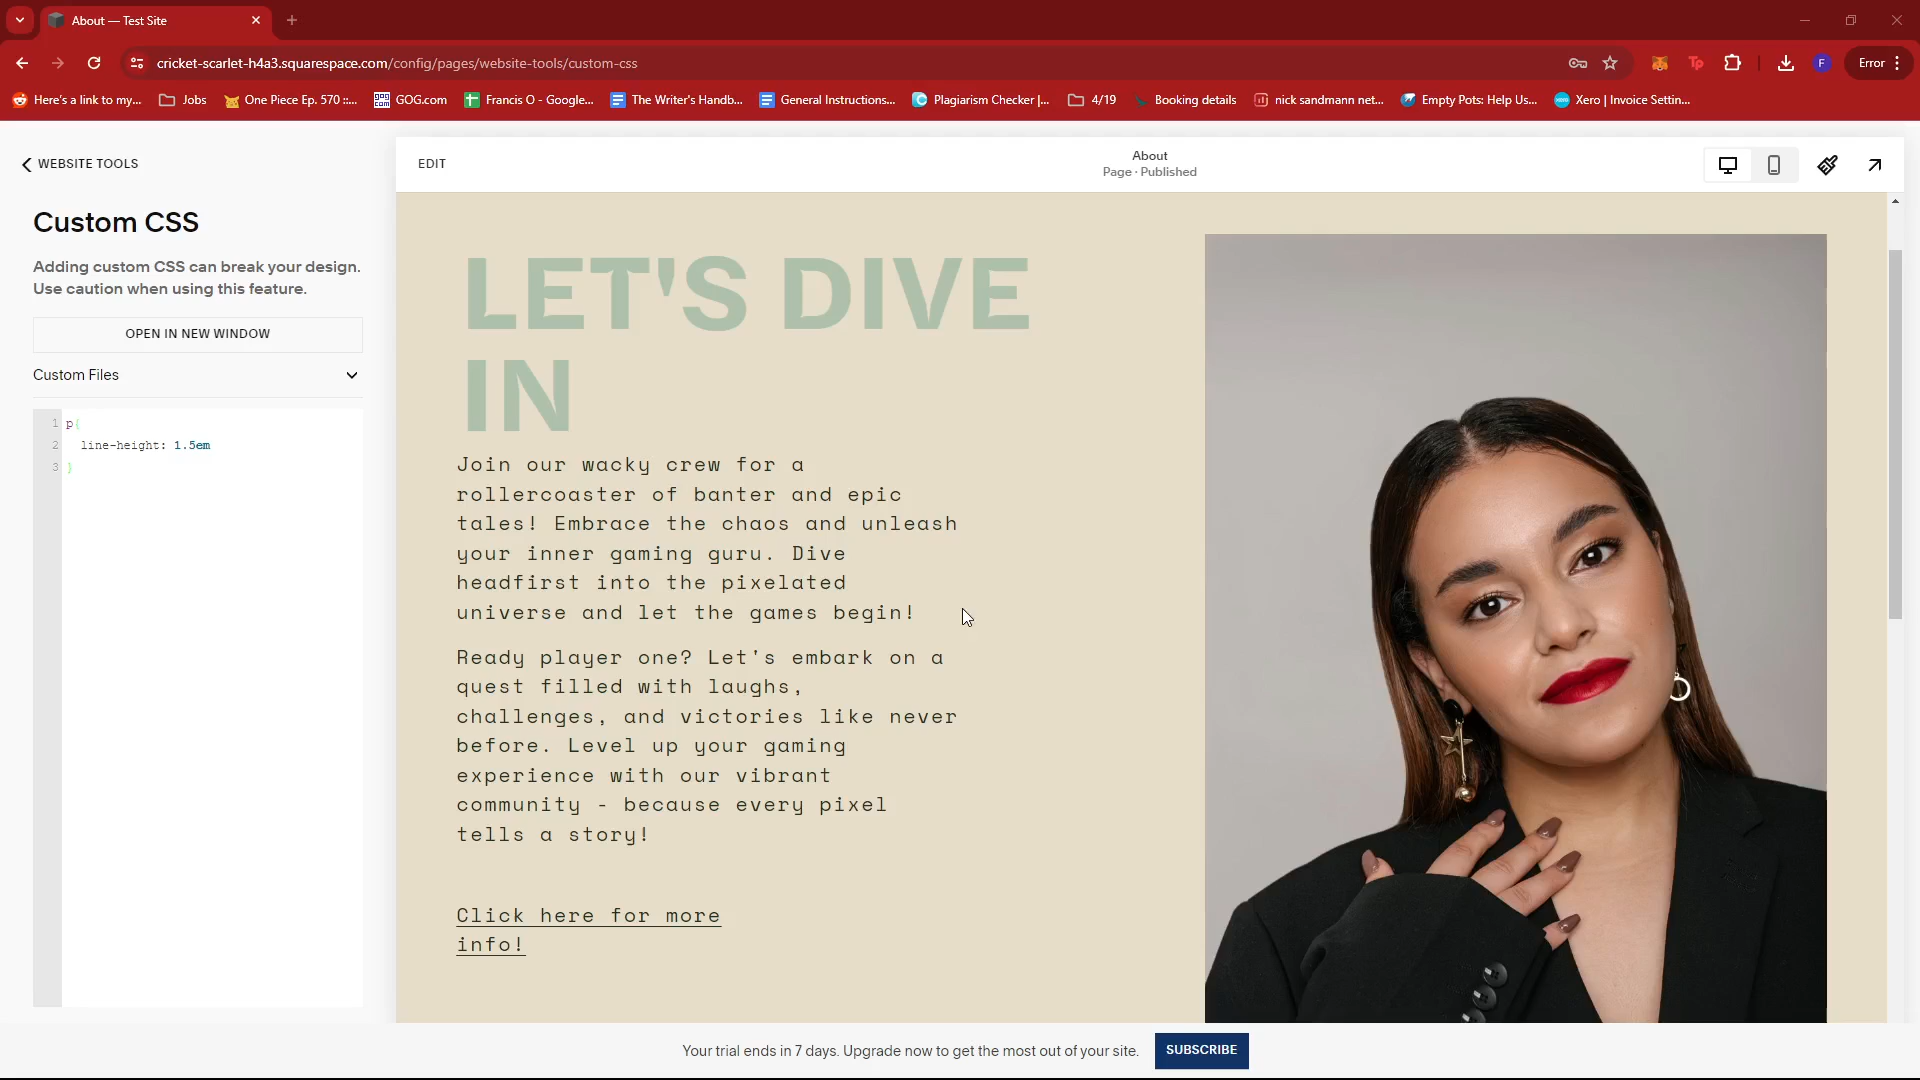 About — Test Site
cricket-scarlet-h4a3.squarespace.com/config/pages/website-tools/custom-css
Tp
F
Error
Here's a link to my...
Jobs
One Piece Ep. 570 ::...
GOG.com
Francis O - Google...
The Writer's Handb...
General Instructions...
Plagiarism Checker |...
4/19
Booking details
nick sandmann net...
Empty Pots: Help Us...
Xero | Invoice Settin...
WEBSITE TOOLS
Custom CSS
Adding custom CSS can break your design.
Use caution when using this feature.
OPEN IN NEW WINDOW
Custom Files
1 p{
2 line-height: 1.5em
3 }
EDIT
About
Page · Published
LET'S DIVE
IN
Join our wacky crew for a
rollercoaster of banter and epic
tales! Embrace the chaos and unleash
your inner gaming guru. Dive
headfirst into the pixelated
universe and let the games begin!
Ready player one? Let's embark on a
quest filled with laughs,
challenges, and victories like never
before. Level up your gaming
experience with our vibrant
community - because every pixel
tells a story!
Click here for more
info!
Your trial ends in 7 days. Upgrade now to get the most out of your site.
SUBSCRIBE